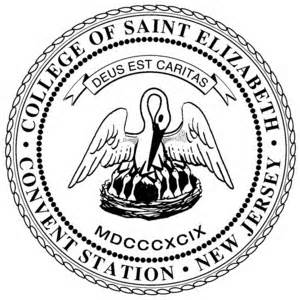 COLLEGE OF SAINT ELIZABETH
DEUS EST CARITAS
MDCCCXCIX
CONVENT STATION • NEW JERSEY